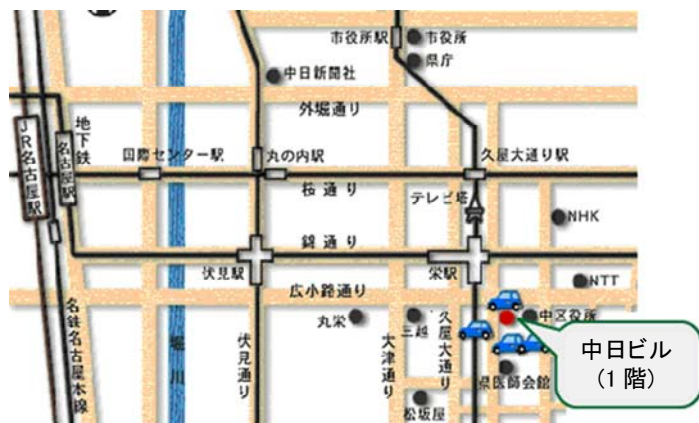 市役所駅
市役所
県庁
中日新聞社
外堀通り
地下鉄
名古屋駅
JR名古屋駅
国際センター駅
丸の内駅
久屋大通り駅
桜通り
テレビ塔
NHK
錦通り
伏見駅
栄駅
NTT
広小路通り
名鉄名古屋本線
堀川
伏見通り
丸栄
大津通り
三越
久屋大通り
中区役所
県医師会館
松坂屋
中日ビル
(1階)